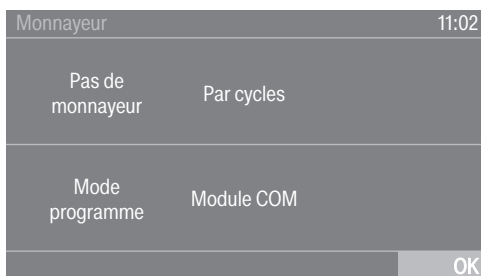 Monnayeur 11:02
Pas de
monnayeur
Par cycles
Mode
programme
Module COM
OK